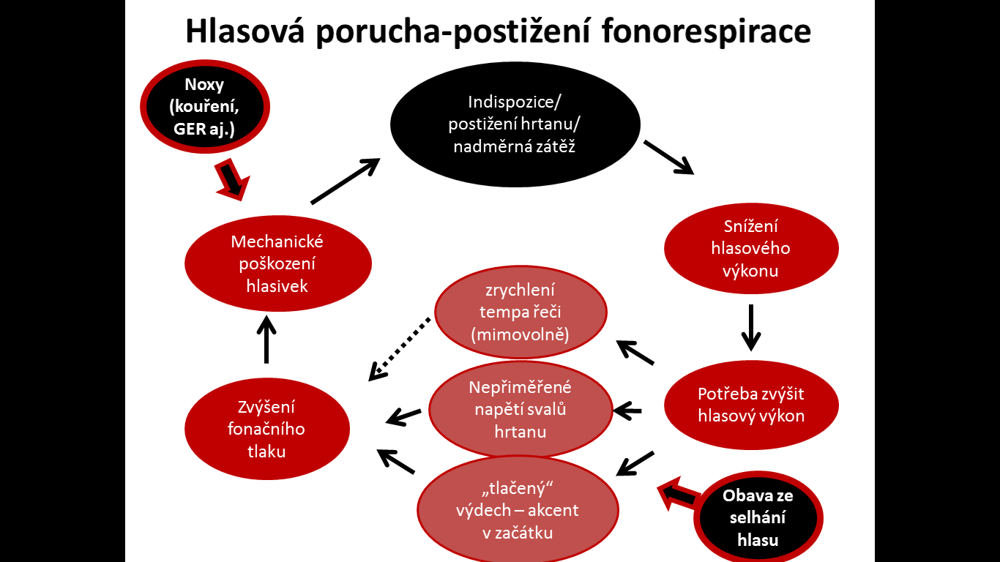 Hlasová porucha-postižení fonorespirace
Noxy
(kouření,
GER aj.)
Indispozice/
postižení hrtanu/
nadměrná zátěž
Snížení
hlasového
výkonu
Mechanické
poškození
hlasivek
zrychlení
tempa řeči
(mimovolně)
Nepřiměřené
napětí svalů
hrtanu
Potřeba zvýšit
hlasový výkon
Zvýšení
fonačního
tlaku
„tlačený“
výdech – akcent
v začátku
Obava ze
selhání
hlasu